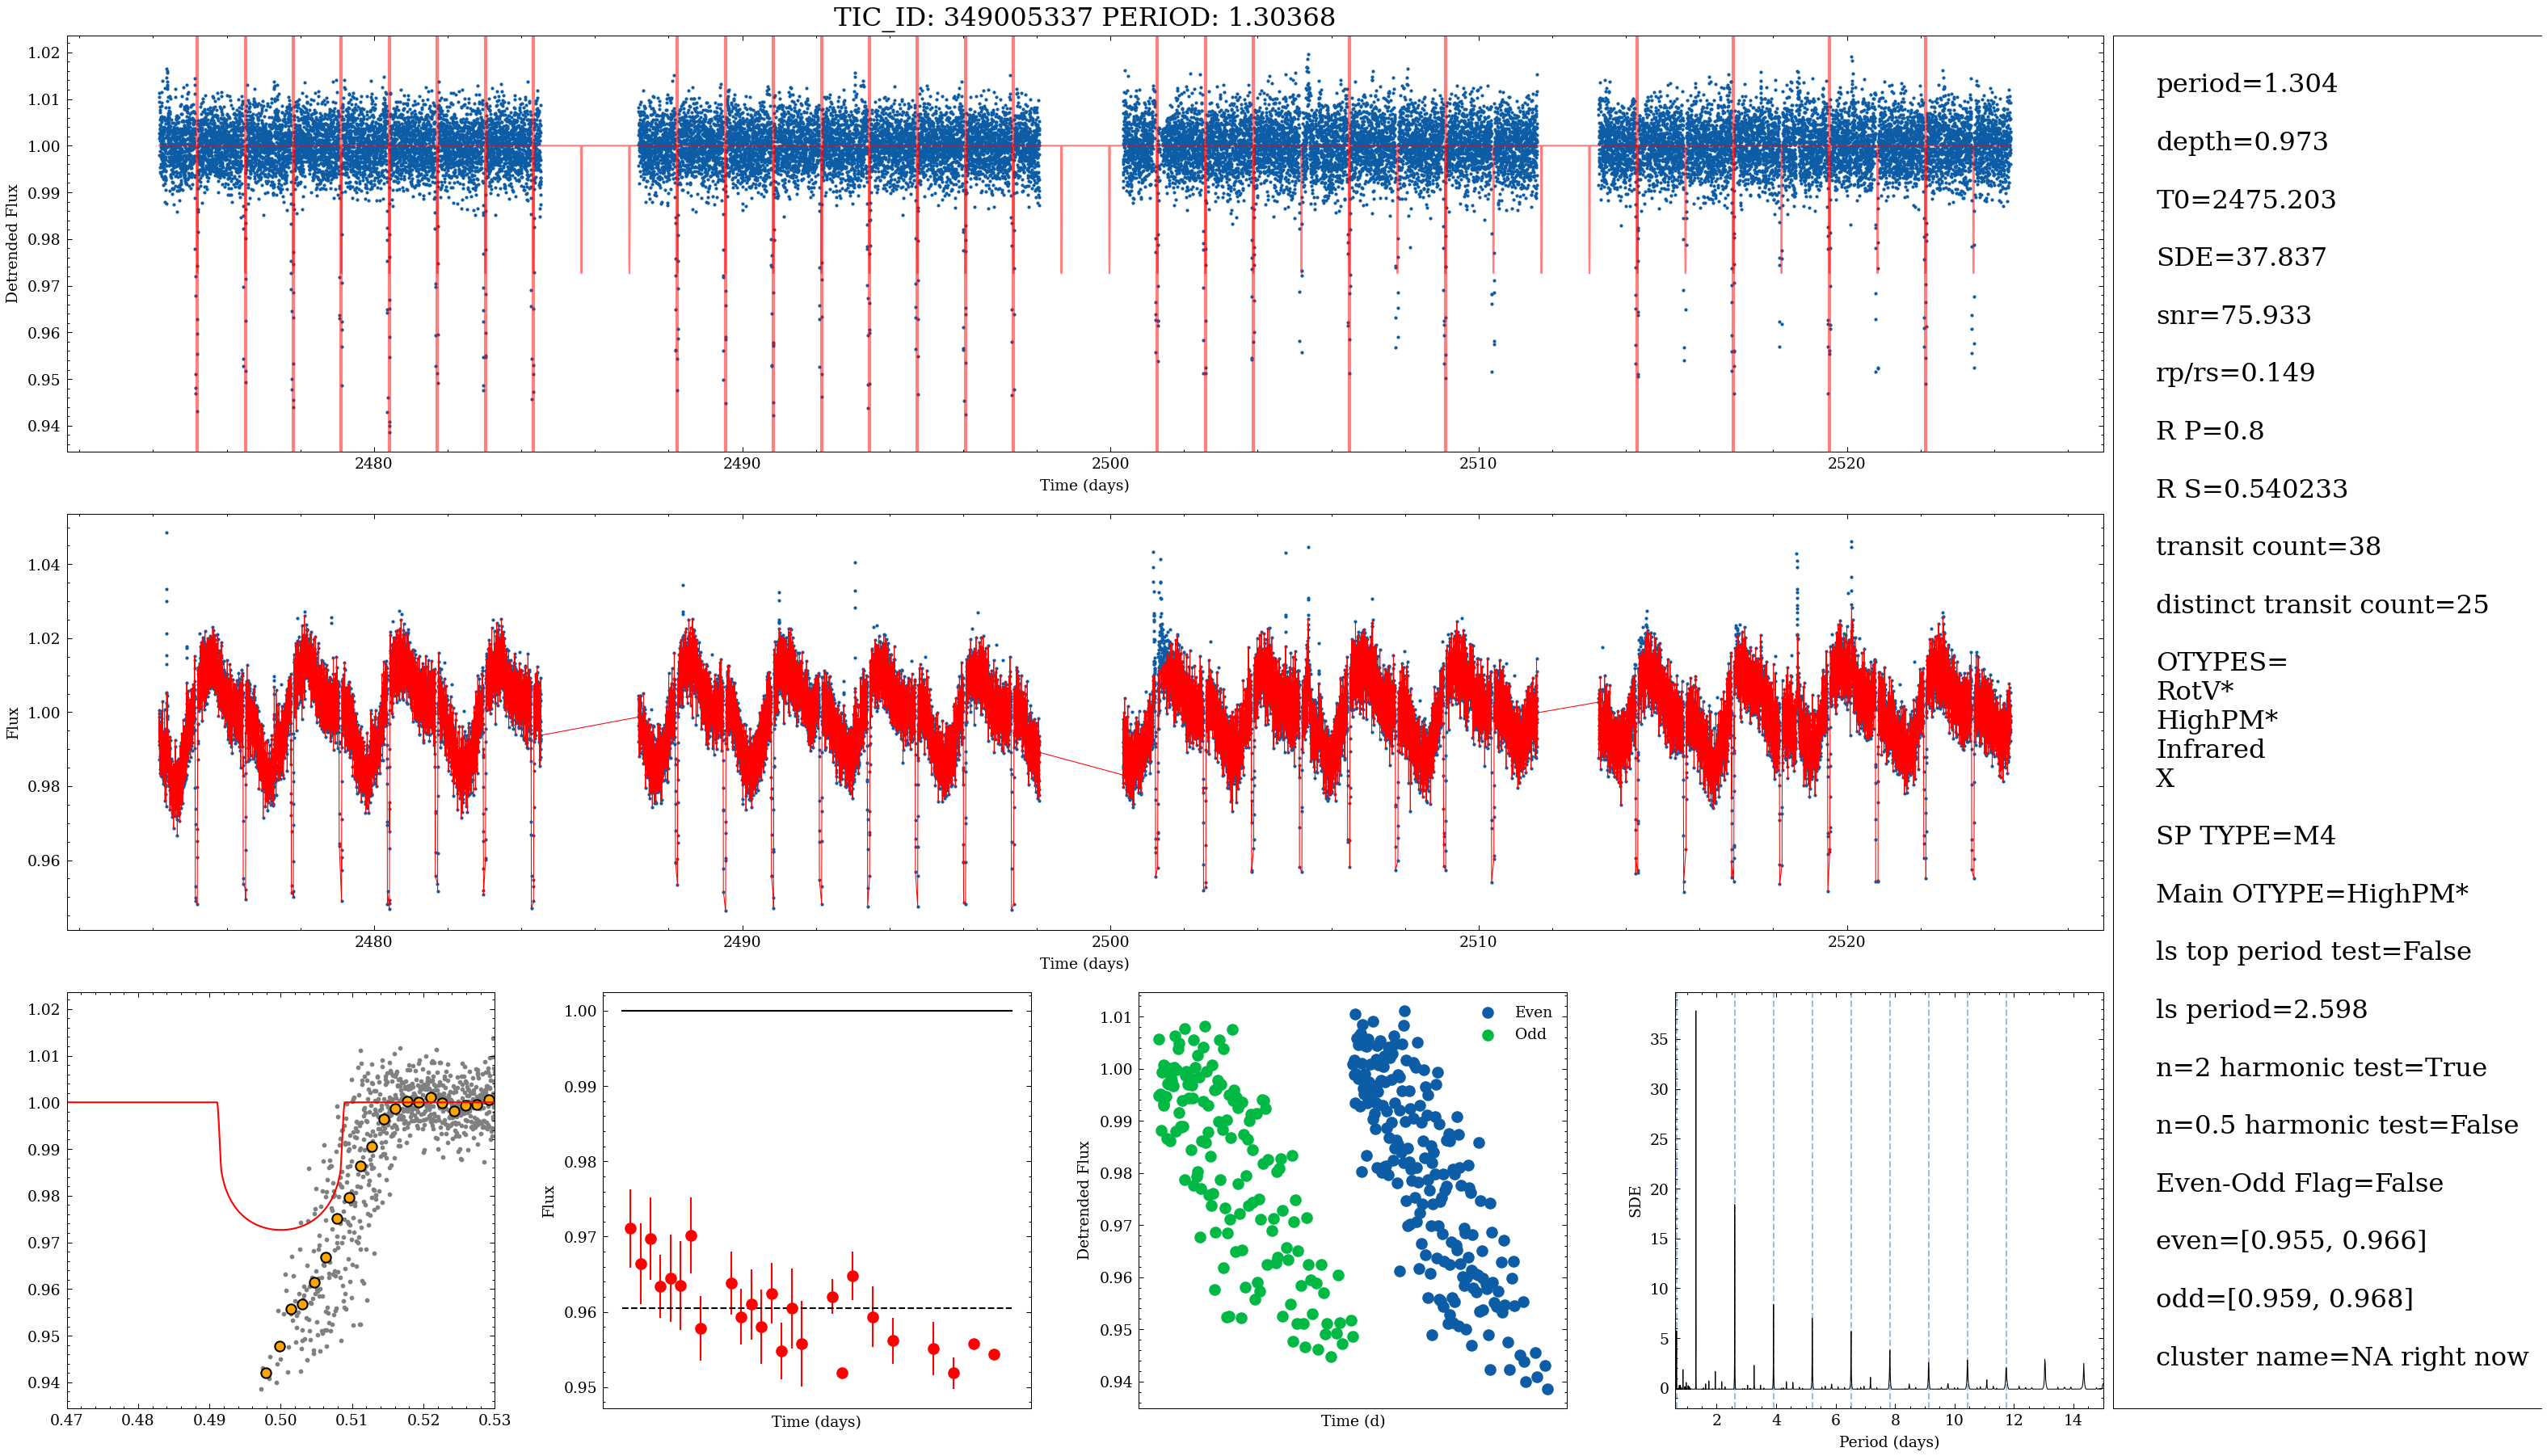 TIC_ID: 349005337 PERIOD: 1.30368
1.02
1.01
1.00
0.99
0.98
0.97
0.96
0.95
0.94
Detrended Flux
2480
2490
2500
2510
2520
Time (days)
1.04
1.02
1.00
0.98
0.96
Flux
2480
2490
2500
2510
2520
Time (days)
1.02
1.01
1.00
0.99
0.98
0.97
0.96
0.95
0.94
0.47
0.48
0.49
0.50
0.51
0.52
0.53
1.00
0.99
0.98
0.97
0.96
0.95
Flux
Time (days)
1.01
1.00
0.99
0.98
0.97
0.96
0.95
0.94
Detrended Flux
Even
Odd
Time (d)
35
30
25
20
15
10
5
0
SDE
2
4
6
8
10
12
14
Period (days)
period=1.304
depth=0.973
T0=2475.203
SDE=37.837
snr=75.933
rp/rs=0.149
R P=0.8
R S=0.540233
transit count=38
distinct transit count=25
OTYPES=
RotV*
HighPM*
Infrared
X
SP TYPE=M4
Main OTYPE=HighPM*
ls top period test=False
ls period=2.598
n=2 harmonic test=True
n=0.5 harmonic test=False
Even-Odd Flag=False
even=[0.955, 0.966]
odd=[0.959, 0.968]
cluster name=NA right now